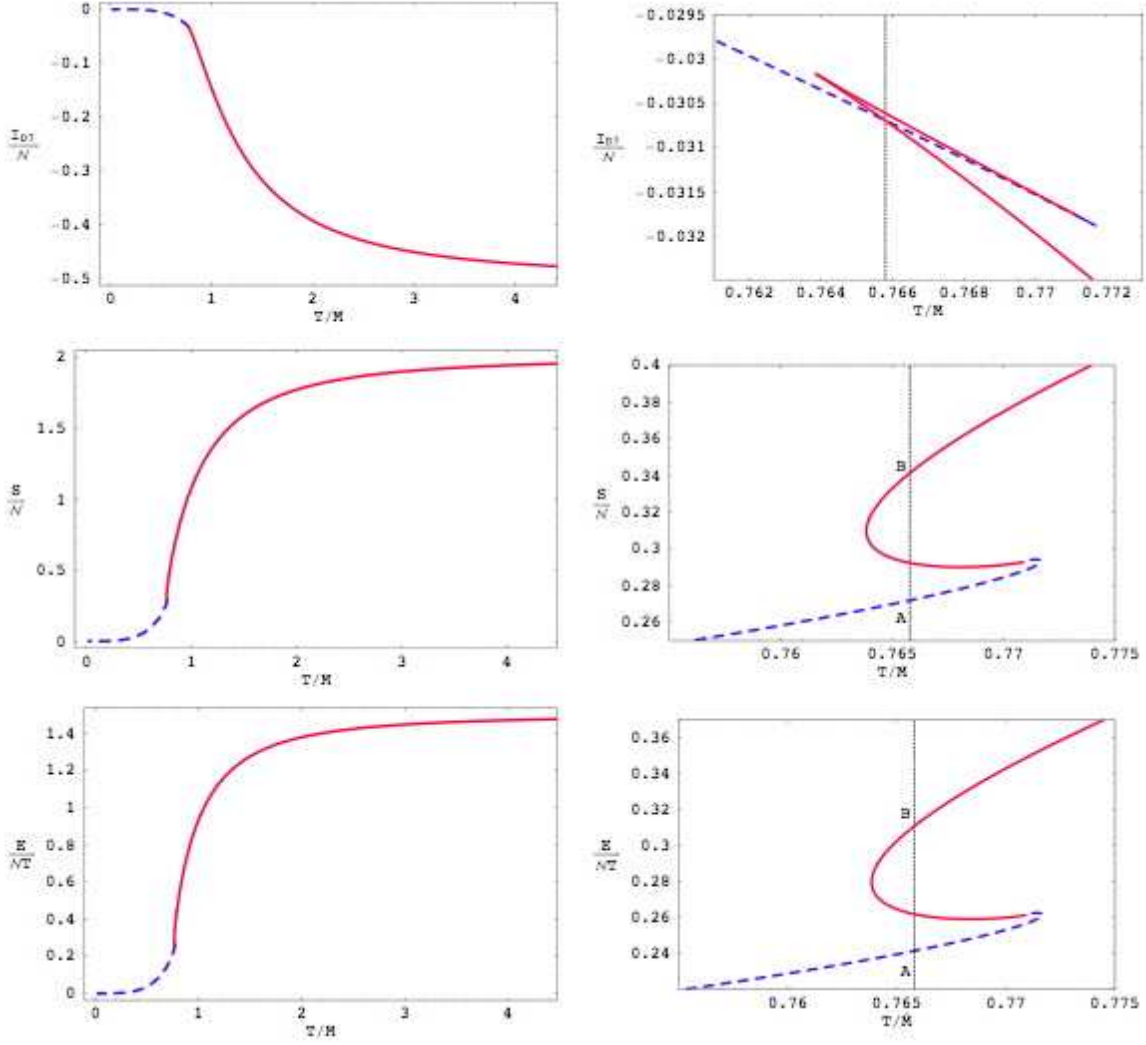 0
-0.1
-0.2
-0.3
-0.4
-0.5
I_D7
N
0 1 2 3 4
T/M
-0.0295
-0.03
-0.0305
-0.031
-0.0315
-0.032
I_D7
N
0.762 0.764 0.766 0.768 0.77 0.772
T/M
2
1.5
1
0.5
0
S
N
0 1 2 3 4
T/M
0.4
0.38
0.36
0.34
0.32
0.3
0.28
0.26
S
N
B
A
0.76 0.765 0.77 0.775
T/M
1.4
1.2
1
0.8
0.6
0.4
0.2
0
E
NT
0 1 2 3 4
T/M
0.36
0.32
0.3
0.28
0.26
0.24
E
NT
B
A
0.76 0.765 0.77 0.775
T/M